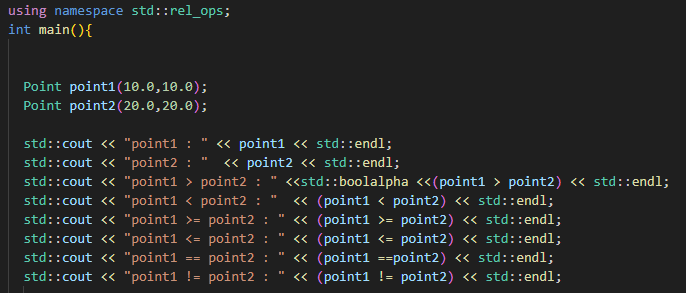 using namespace std::rel_ops;
int main(){
Point point1(10.0,10.0);
Point point2(20.0,20.0);
std::cout << "point1 : " << point1 << std::endl;
std::cout << "point2 : "  << point2 << std::endl;
std::cout << "point1 > point2 : " <<std::boolalpha <<(point1 > point2) << std::endl;
std::cout << "point1 < point2 : "  << (point1 < point2) << std::endl;
std::cout << "point1 >= point2 : " << (point1 >= point2) << std::endl;
std::cout << "point1 <= point2 : " << (point1 <= point2) << std::endl;
std::cout << "point1 == point2 : " << (point1 ==point2) << std::endl;
std::cout << "point1 != point2 : " << (point1 != point2) << std::endl;